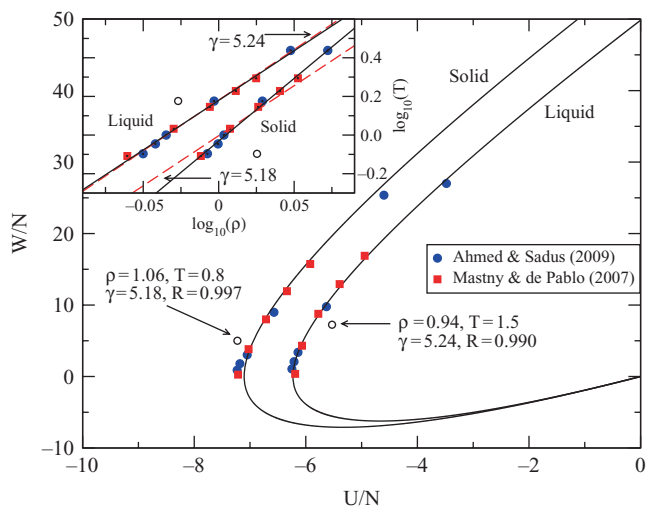 50
40
30
20
10
0
−10
W/N
−10
−8
−6
−4
−2
0
U/N
γ=5.24
Liquid
Solid
γ=5.18
0.4
0.2
0.0
−0.2
log10(T)
−0.05
0
0.05
log10(ρ)
Solid
Liquid
Ahmed & Sadus (2009)
Mastny & de Pablo (2007)
ρ=1.06, T=0.8
γ=5.18, R=0.997
ρ=0.94, T=1.5
γ=5.24, R=0.990